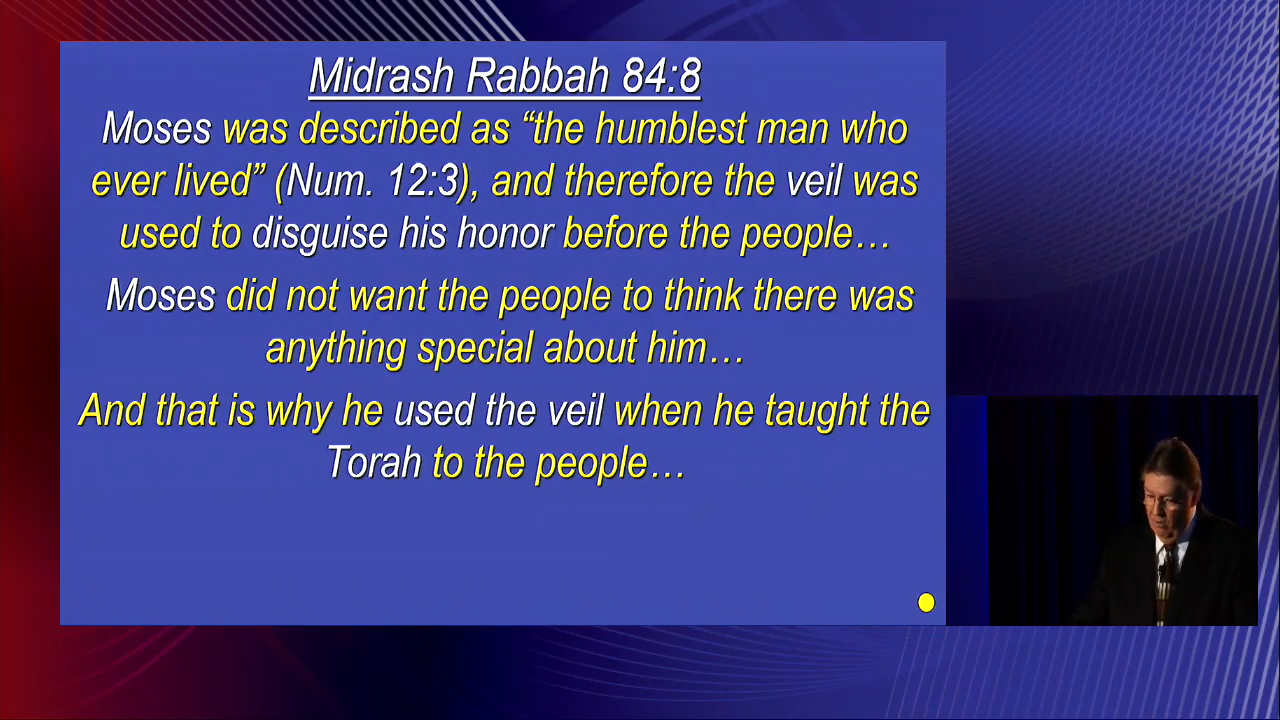 Midrash Rabbah 84:8
Moses was described as “the humblest man who
ever lived” (Num. 12:3), and therefore the veil was
used to disguise his honor before the people…
Moses did not want the people to think there was
anything special about him…
And that is why he used the veil when he taught the
Torah to the people…